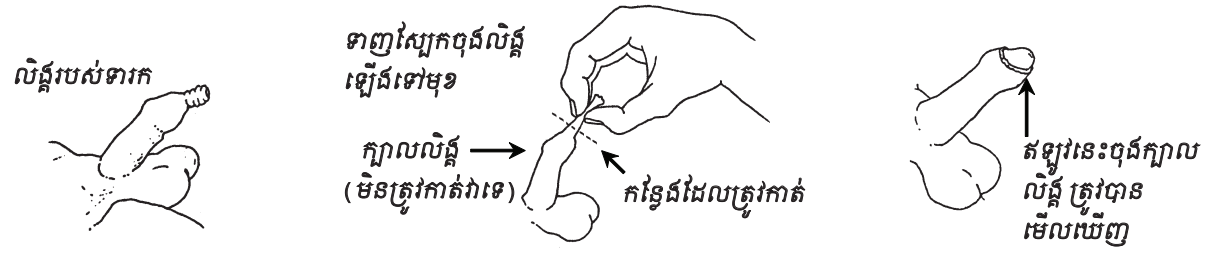 លិង្គរបស់ទារក
ទាញស្បែកចុងលិង្គ
ឡើងទៅមុខ
ក្បាលលិង្គ
(មិនត្រូវកាត់វាទេ)
កន្លែងដែលត្រូវកាត់
ឥឡូវនេះចុងក្បាល
លិង្គ ត្រូវបាន
មើលឃើញ